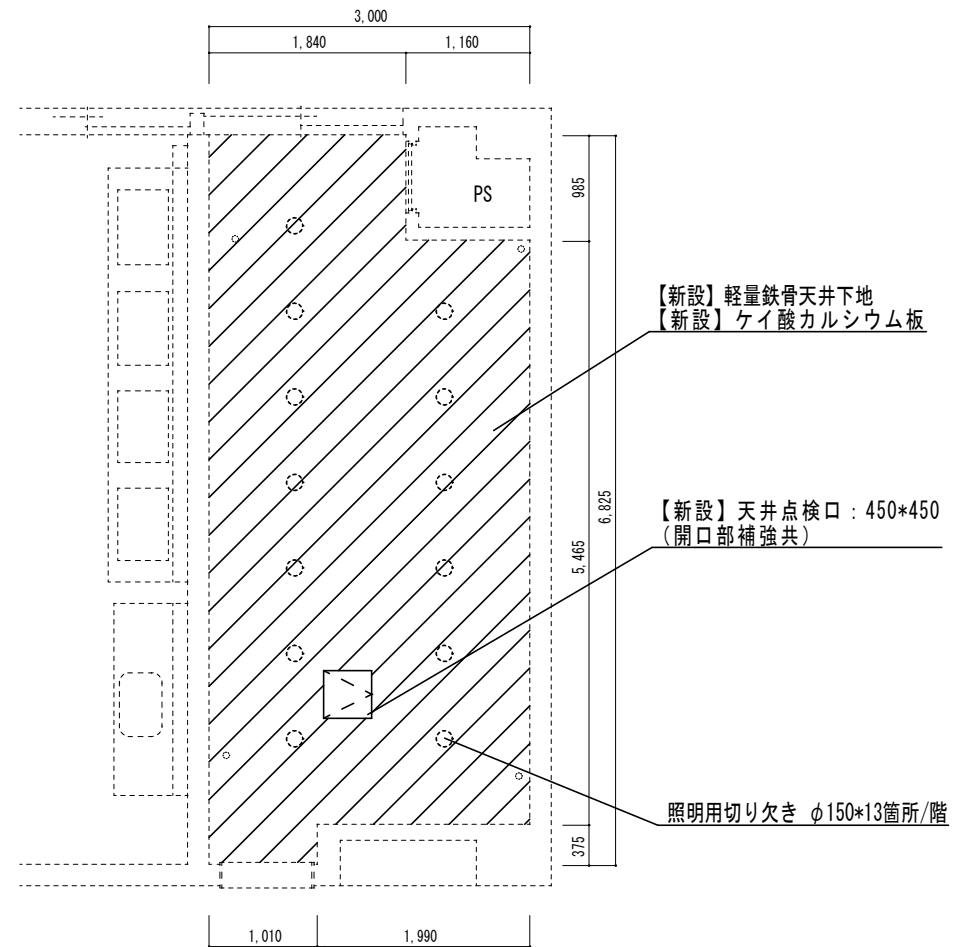 3,000
1,840
1,160
PS
985
【新設】軽量鉄骨天井下地
【新設】ケイ酸カルシウム板
【新設】天井点検口：450*450
（開口部補強共）
6,825
5,465
照明用切り欠き φ150*13箇所/階
375
1,010
1,990